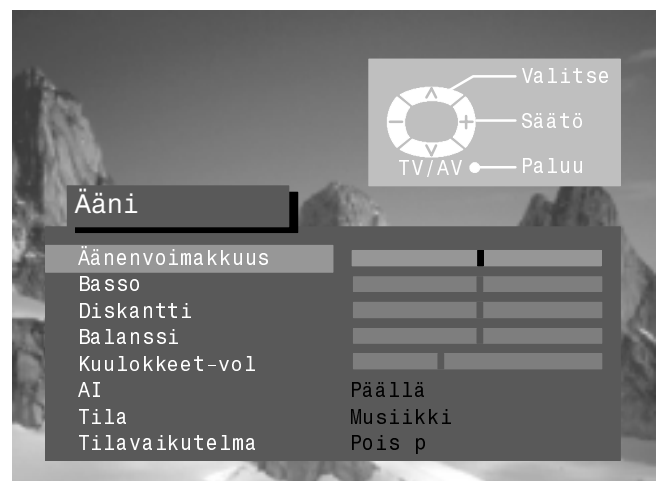 Valitse
Säätö
TV/AV Paluu
Ääni
Äänenvoimakkuus
Basso
Diskantti
Balanssi
Kuulokkeet-vol
AI Päällä
Tila Musiikki
Tilavaikutelma Pois p